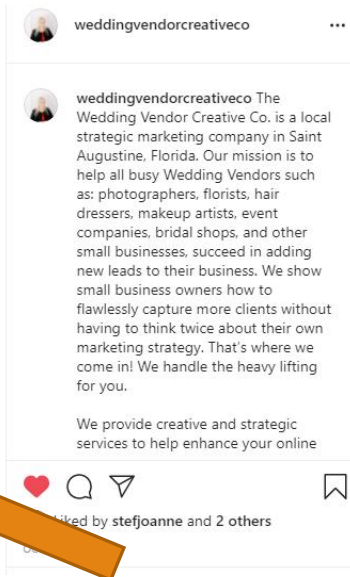 weddingvendorcreativeco
weddingvendorcreativeco The
Wedding Vendor Creative Co. is a local
strategic marketing company in Saint
Augustine, Florida. Our mission is to
help all busy Wedding Vendors such
as: photographers, florists, hair
dressers, makeup artists, event
companies, bridal shops, and other
small businesses, succeed in adding
new leads to their business. We show
small business owners how to
flawlessly capture more clients without
having to think twice about their own
marketing strategy. That's where we
come in! We handle the heavy lifting
for you.
We provide creative and strategic
services to help enhance your online
by stefjoanne and 2 others